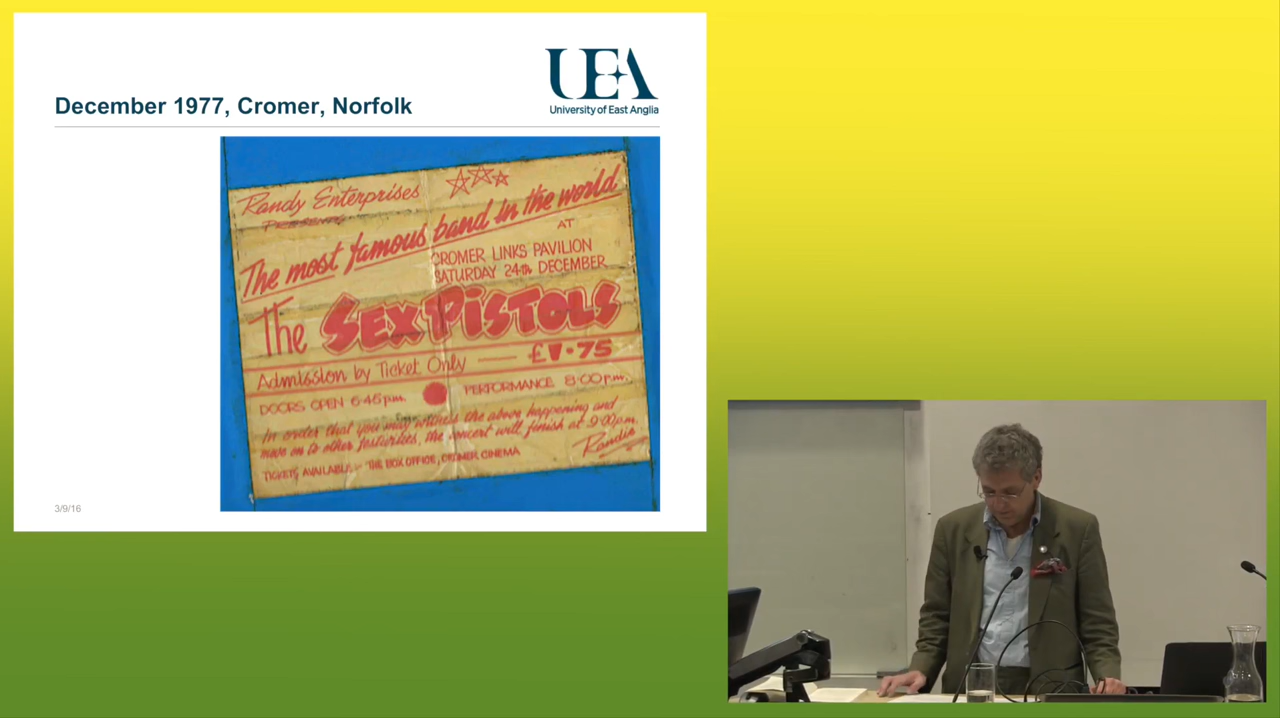 UEA
University of East Anglia
December 1977, Cromer, Norfolk
Randy Enterprises
PRESENTS
The most famous band in the world
AT
CROMER LINKS PAVILION
SATURDAY 24th DECEMBER
The SEX PiSTOLS
Admission by Ticket Only — £1·75
DOORS OPEN 6·45 p.m. PERFORMANCE 8·00 p.m.
In order that you may witness the above happening and
move on to other festivities, the concert will finish at 9·00 p.m.
Randie
TICKETS AVAILABLE :- THE BOX OFFICE, CROMER CINEMA
3/9/16